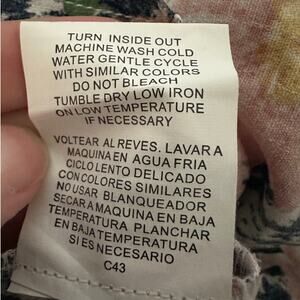 TURN INSIDE OUT
MACHINE WASH COLD
WATER GENTLE CYCLE
WITH SIMILAR COLORS
DO NOT BLEACH
TUMBLE DRY LOW IRON
ON LOW TEMPERATURE
IF NECESSARY
VOLTEAR AL REVES. LAVAR A
MAQUINA EN AGUA FRIA
CICLO LENTO DELICADO
CON COLORES SIMILARES
NO USAR BLANQUEADOR
SECAR A MAQUINA EN BAJA
TEMPERATURA PLANCHAR
EN BAJA TEMPERATURA
SI ES NECESARIO
C43